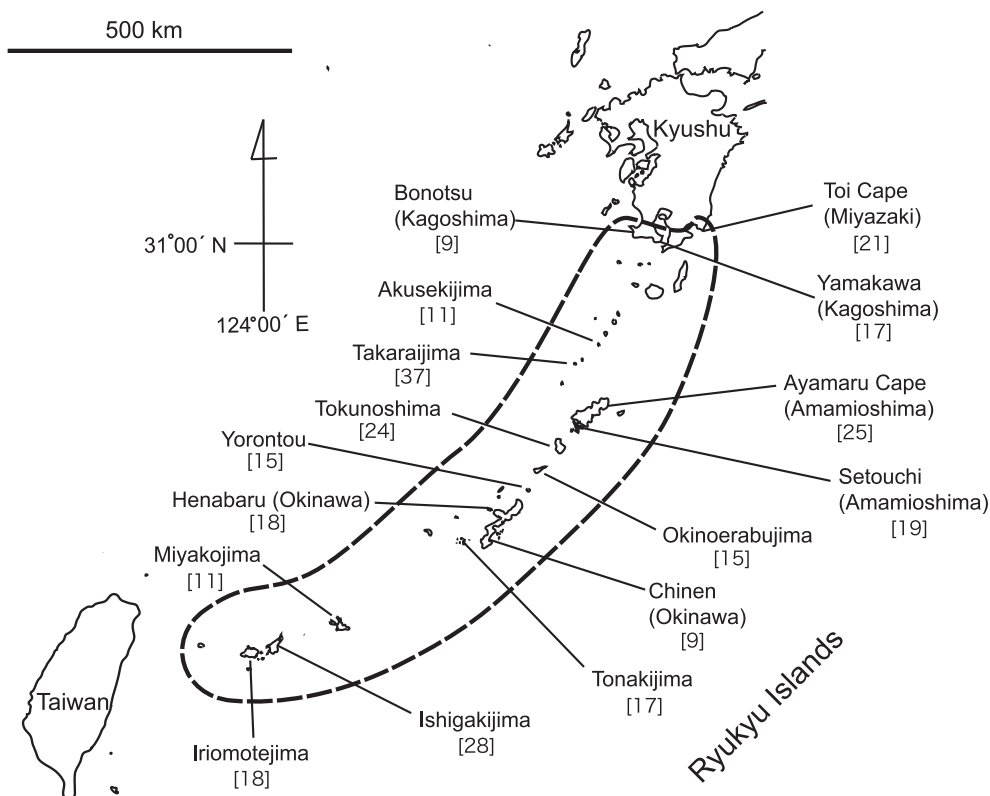 500 km
Kyushu
Bonotsu
(Kagoshima)
[9]
Toi Cape
(Miyazaki)
[21]
31°00′ N
124°00′ E
Yamakawa
(Kagoshima)
[17]
Akusekijima
[11]
Takaraijima
[37]
Ayamaru Cape
(Amamioshima)
[25]
Tokunoshima
[24]
Yorontou
[15]
Setouchi
(Amamioshima)
[19]
Henabaru (Okinawa)
[18]
Okinoerabujima
[15]
Miyakojima
[11]
Chinen
(Okinawa)
[9]
Tonakijima
[17]
Taiwan
Ishigakijima
[28]
Iriomotejima
[18]
Ryukyu Islands